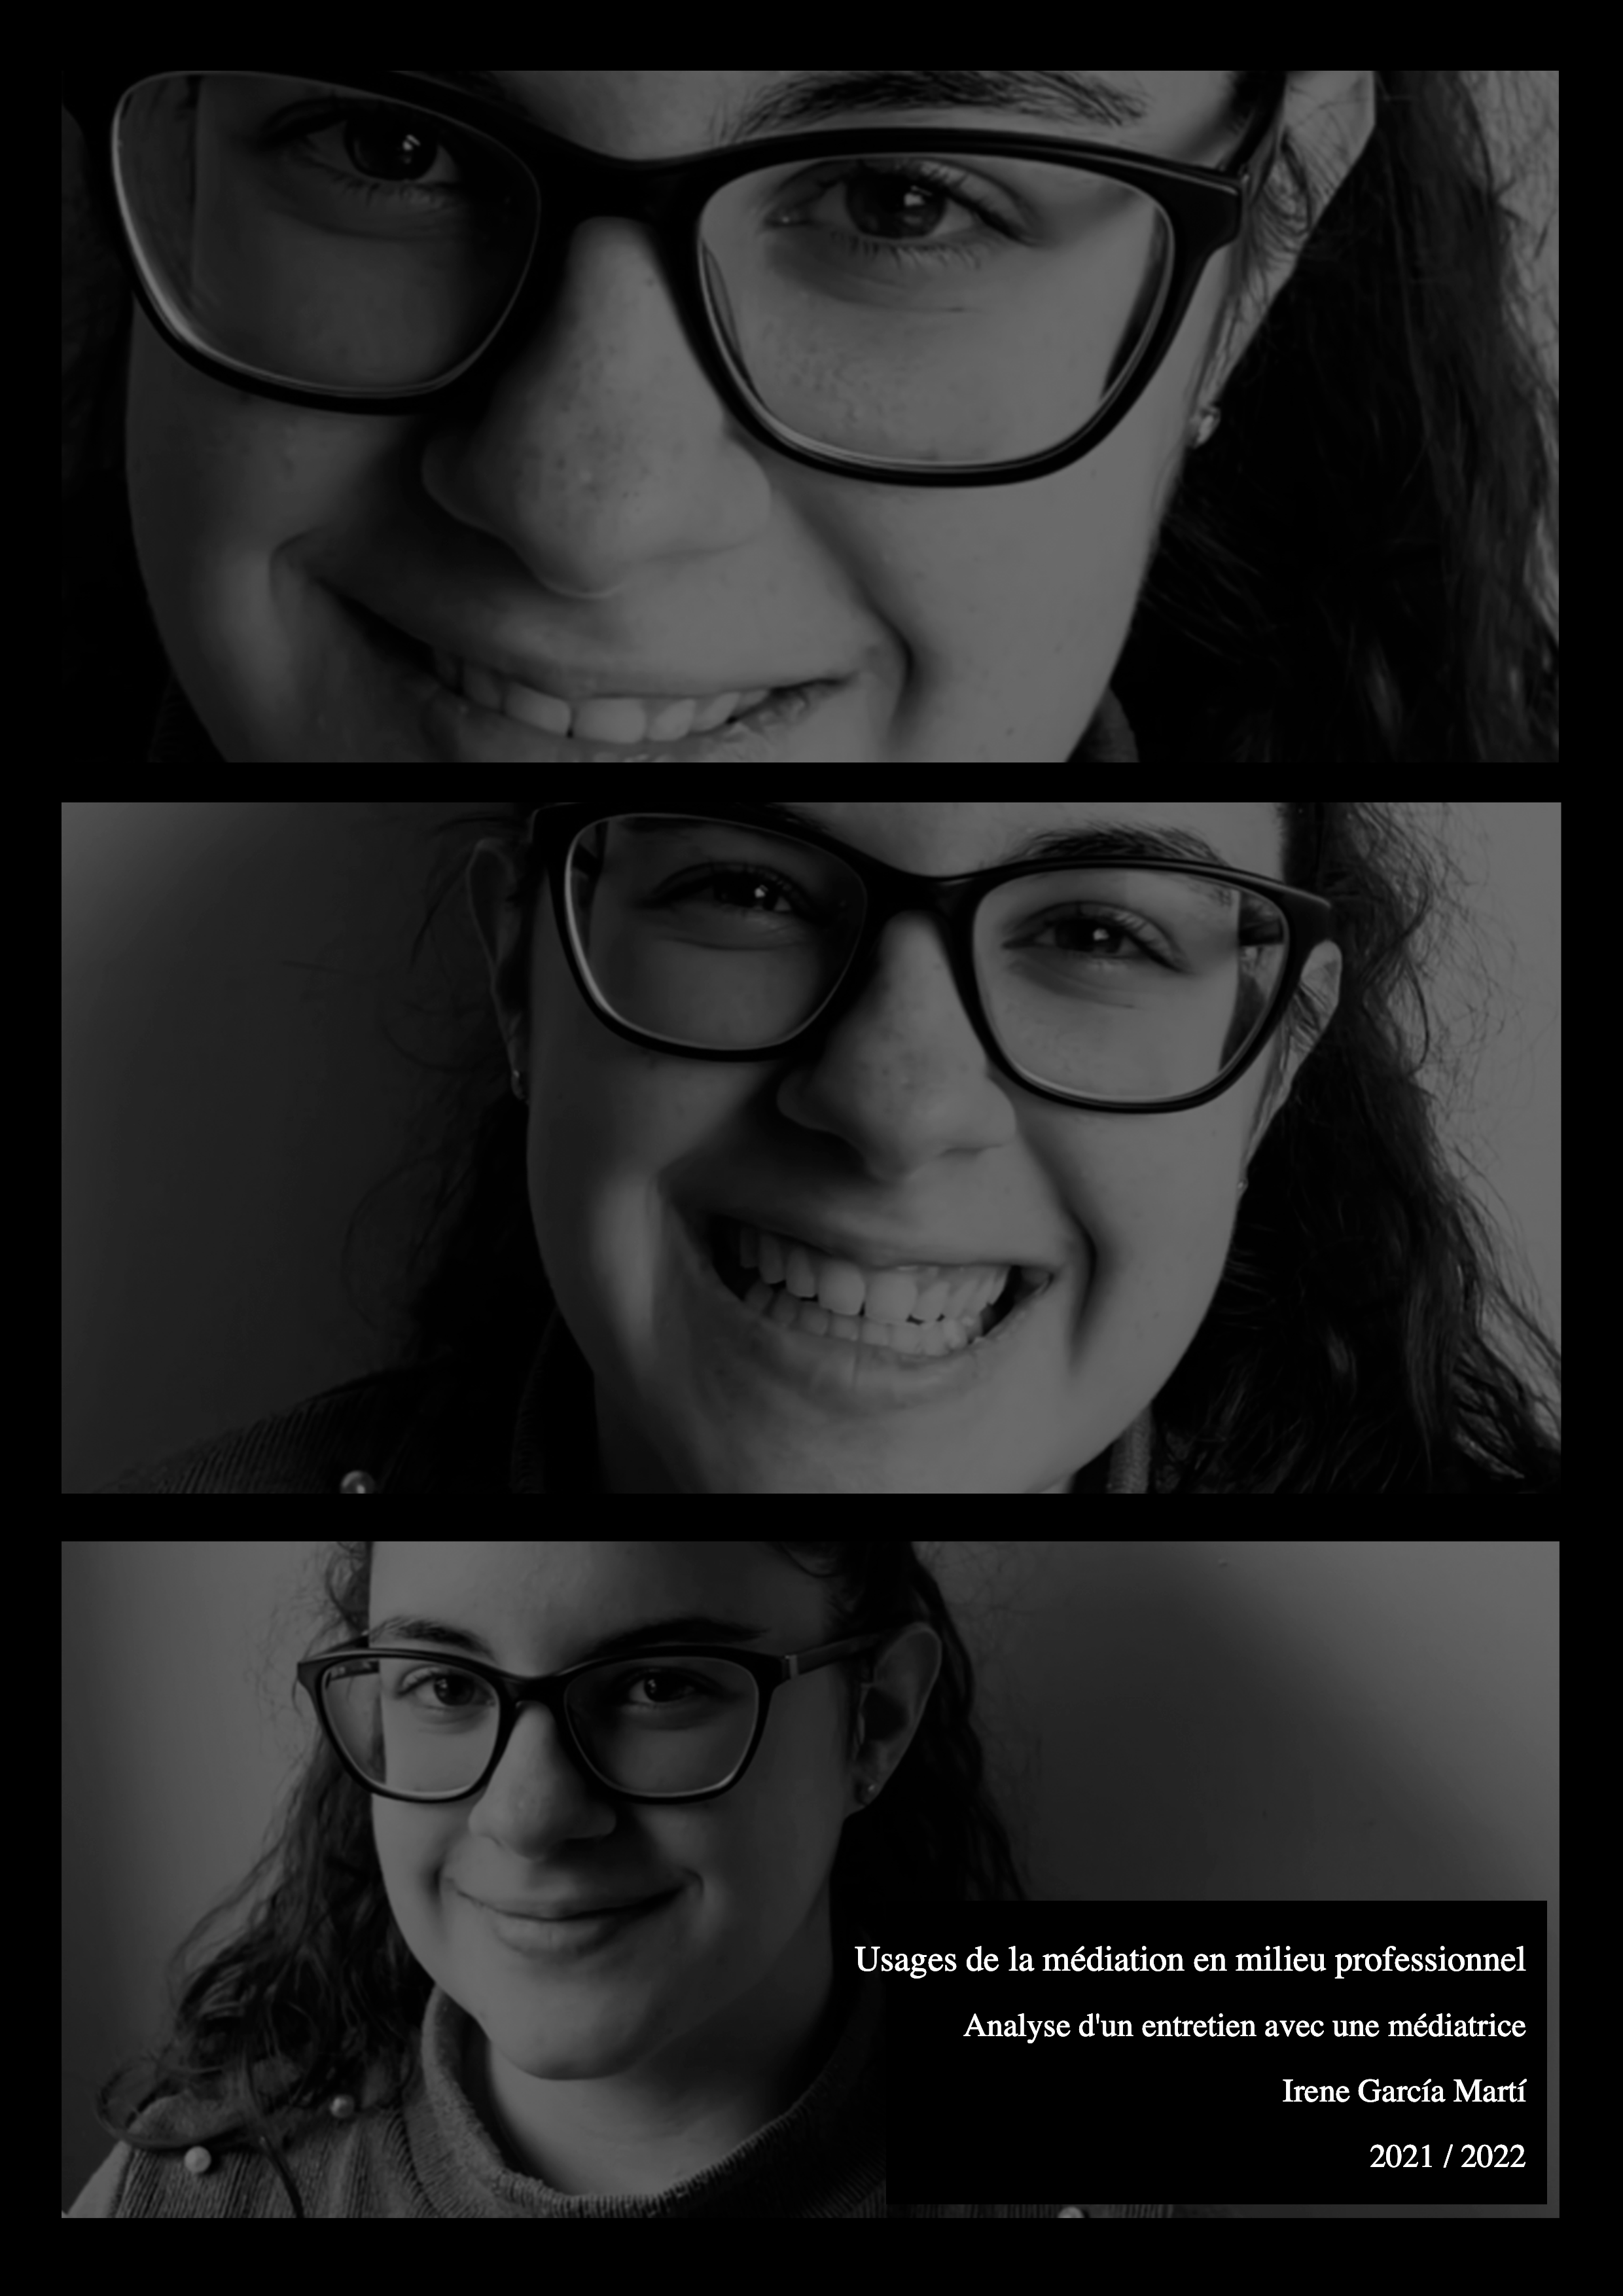 Usages de la médiation en milieu professionnel
Analyse d'un entretien avec une médiatrice
Irene García Martí
2021 / 2022